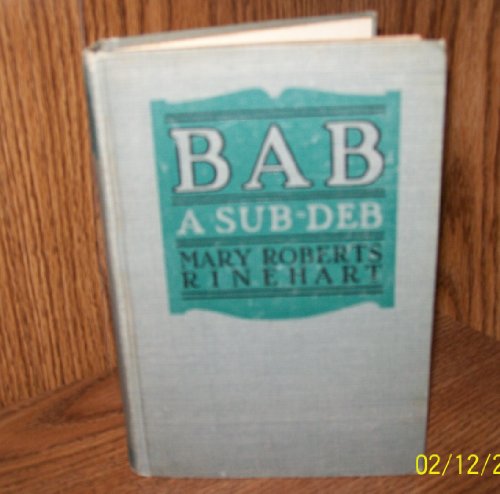 BAB
A SUB-DEB
MARY ROBERTS
RINEHART
02/12/2